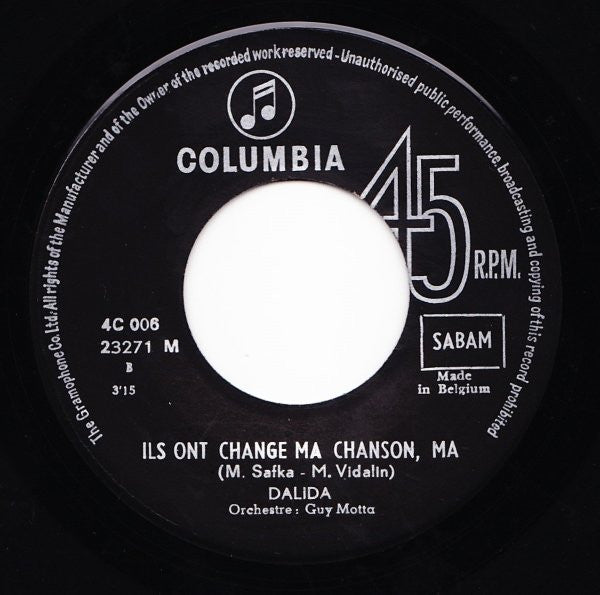 The Gramophone Co. Ltd. All rights of the Manufacturer and of the Owner of the recorded work reserved - Unauthorised public performance, broadcasting and copying of this record prohibited
COLUMBIA
45
R.P.M.
4C 006
23271 M
B
3'15
SABAM
Made
in Belgium
ILS ONT CHANGE MA CHANSON, MA
(M. Safka - M. Vidalin)
DALIDA
Orchestre: Guy Motta